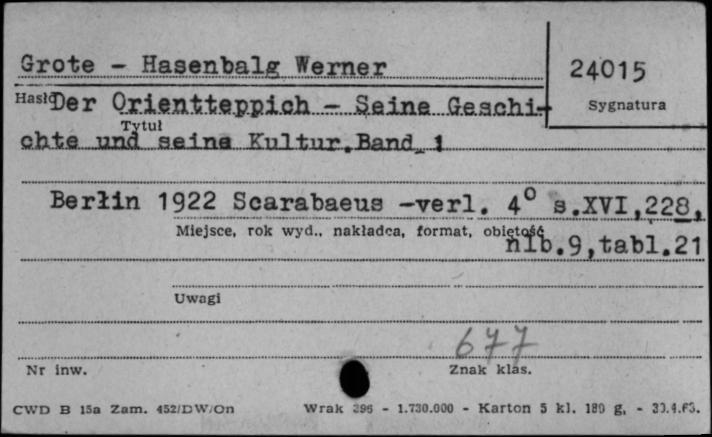 Grote - Hasenbalg Werner
24015
Hasło
Der Orientteppich - Seine Geschi-
Sygnatura
Tytuł
chte und seine Kultur.Band 1
Berlin 1922 Scarabaeus -verl. 4° s.XVI,228,
Miejsce, rok wyd., nakładca, format, objętość
nlb.9,tabl.21
Uwagi
677
Nr inw.
Znak klas.
CWD B 15a Zam. 452/DW/On Wrak 396 - 1.730.000 - Karton 5 kl. 180 g, - 30.4.63.